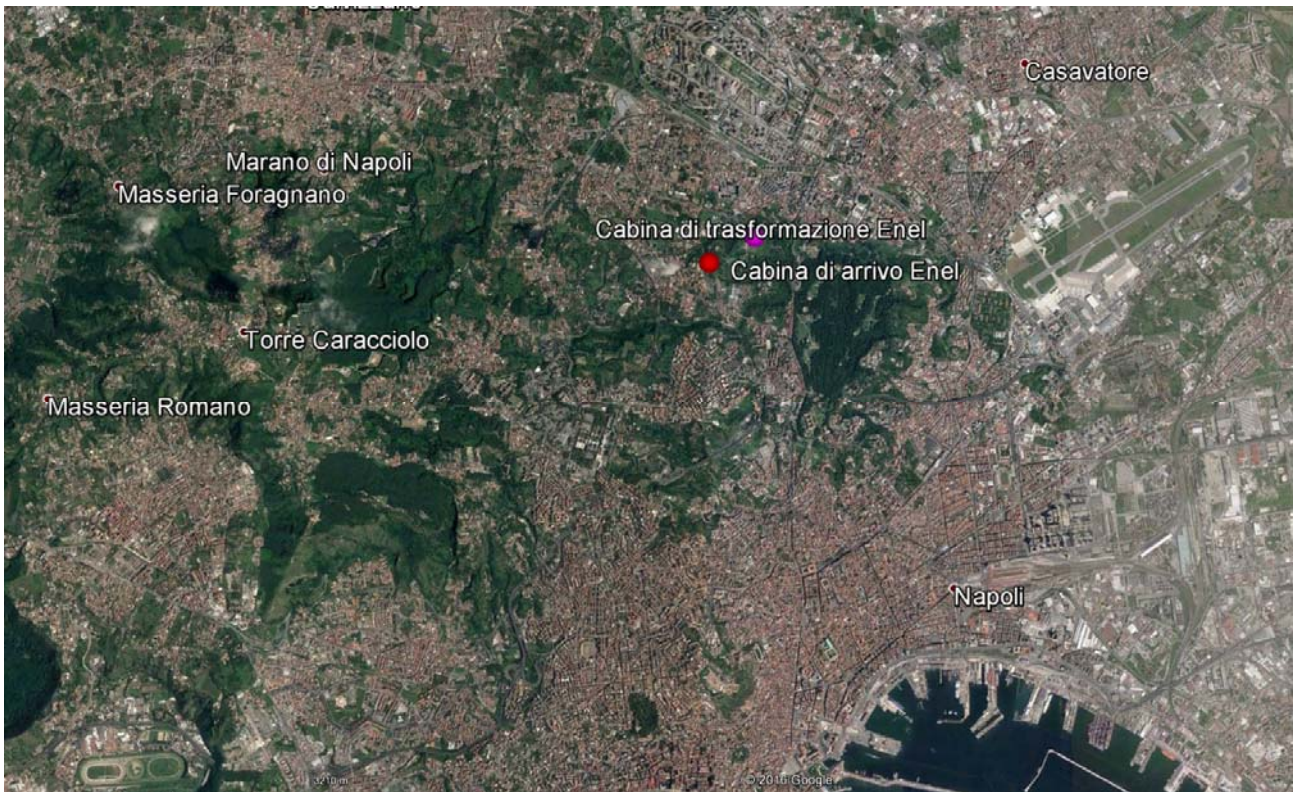 Casavatore
Marano di Napoli
Masseria Foragnano
Cabina di trasformazione Enel
Cabina di arrivo Enel
Torre Caracciolo
Masseria Romano
Napoli
3210 m
© 2016 Google